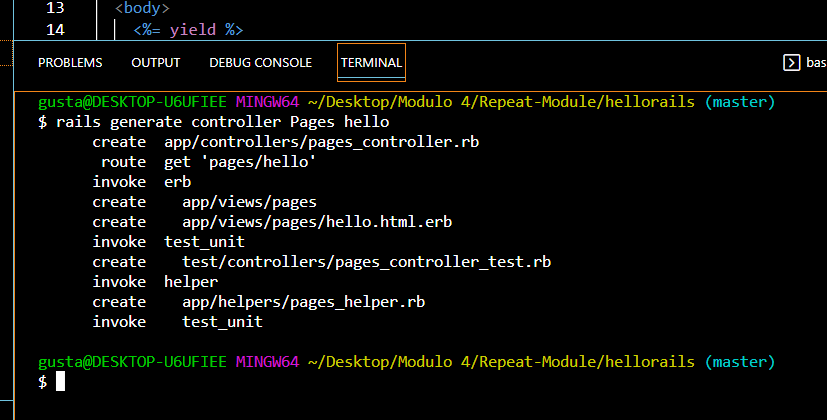 13 <body>
14 <%= yield %>
PROBLEMS OUTPUT DEBUG CONSOLE TERMINAL bas
gusta@DESKTOP-U6UFIEE MINGW64 ~/Desktop/Modulo 4/Repeat-Module/hellorails (master)
$ rails generate controller Pages hello
create app/controllers/pages_controller.rb
route get 'pages/hello'
invoke erb
create app/views/pages
create app/views/pages/hello.html.erb
invoke test_unit
create test/controllers/pages_controller_test.rb
invoke helper
create app/helpers/pages_helper.rb
invoke test_unit
gusta@DESKTOP-U6UFIEE MINGW64 ~/Desktop/Modulo 4/Repeat-Module/hellorails (master)
$